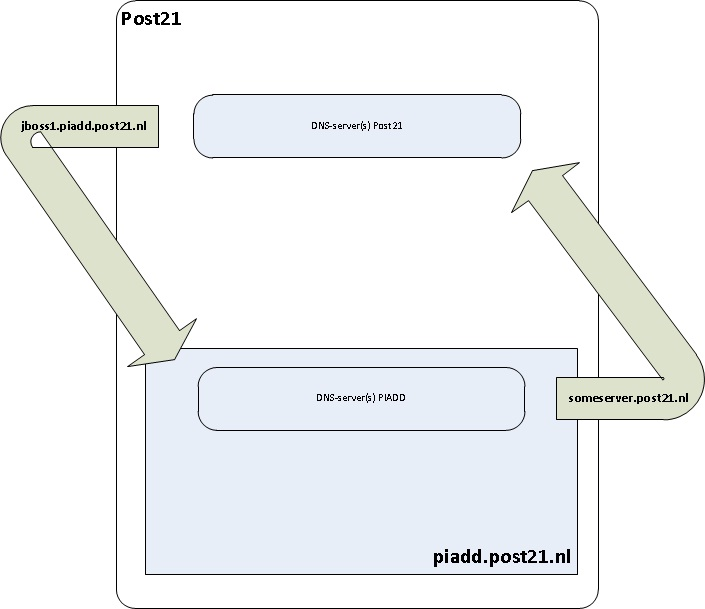 Post21
jboss1.piadd.post21.nl
DNS-server(s) Post21
DNS-server(s) PIADD
someserver.post21.nl
piadd.post21.nl